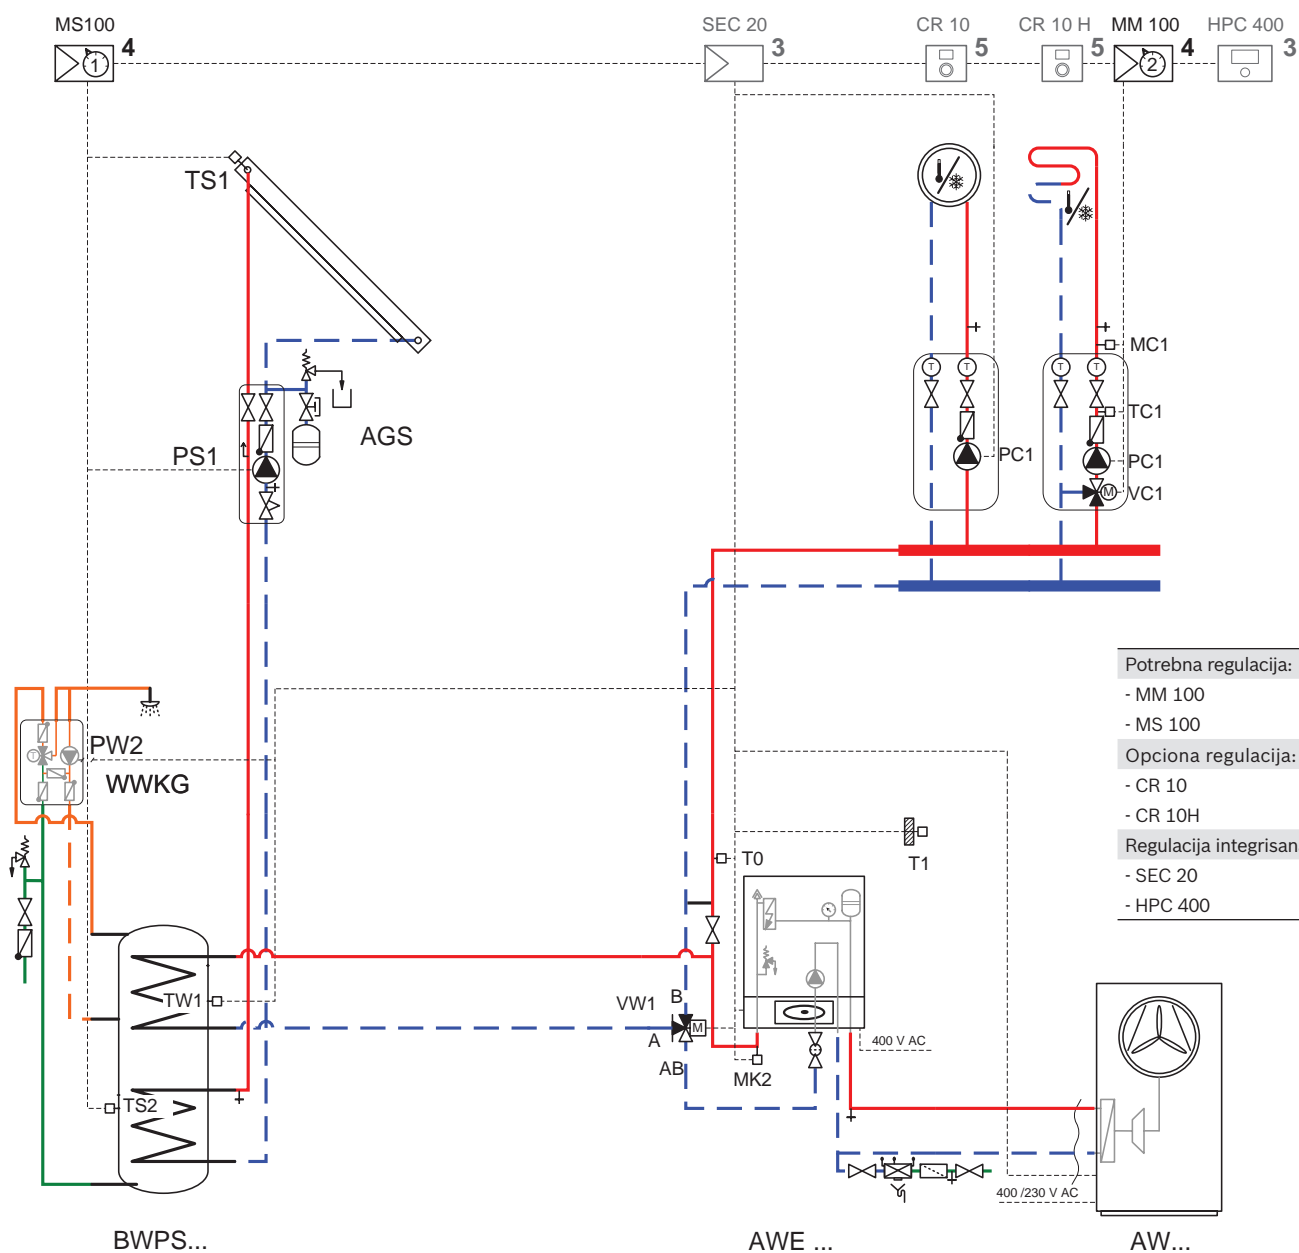 MS100
4
1
SEC 20
3
CR 10
5
CR 10 H
5
MM 100
4
2
HPC 400
3
TS1
MC1
T
T
T
T
TC1
AGS
PS1
PC1
PC1
M
VC1
Potrebna regulacija:
- MM 100
- MS 100
Opciona regulacija:
- CR 10
- CR 10H
Regulacija integrisan
- SEC 20
- HPC 400
PW2
T
WWKG
T0
T1
TW1
VW1
B
M
A
AB
MK2
400 V AC
TS2
400 /230 V AC
BWPS...
AWE ...
AW...